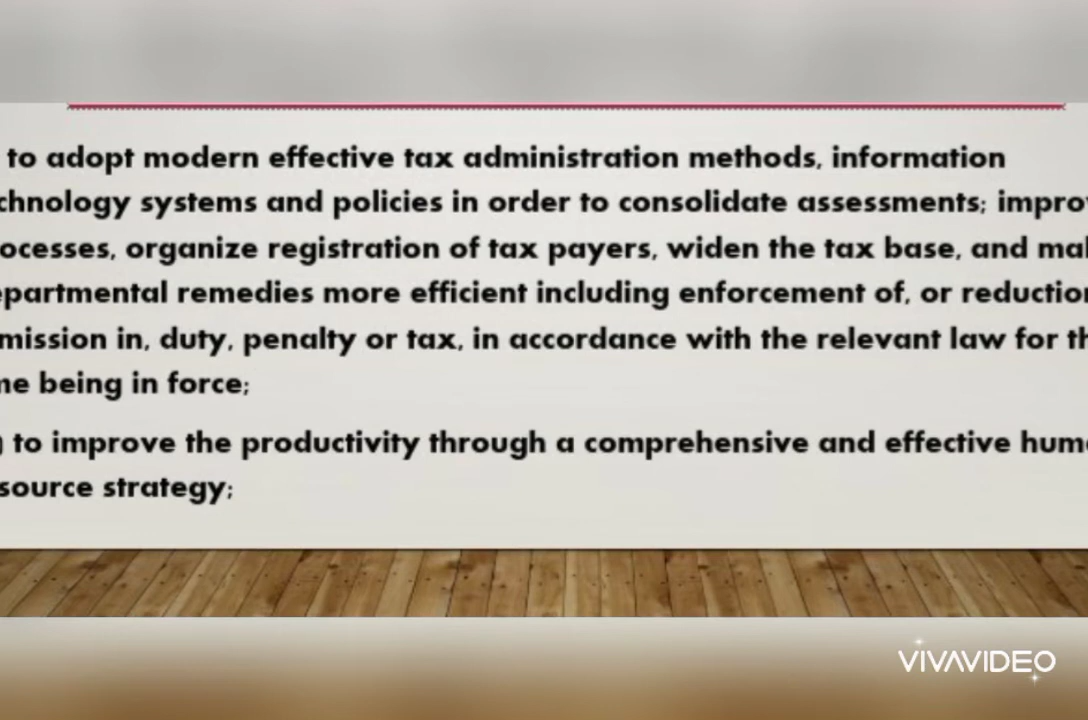 to adopt modern effective tax administration methods, information
chnology systems and policies in order to consolidate assessments; impro
ocesses, organize registration of tax payers, widen the tax base, and ma
epartmental remedies more efficient including enforcement of, or reductio
mission in, duty, penalty or tax, in accordance with the relevant law for th
me being in force;
) to improve the productivity through a comprehensive and effective hum
source strategy;
VIVAVIDEO